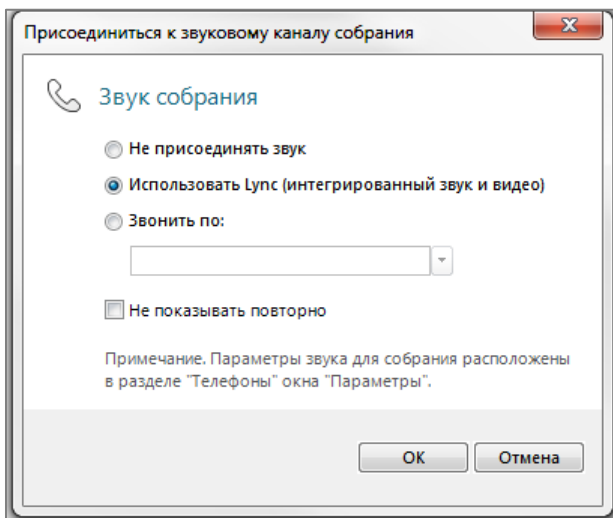 Присоединиться к звуковому каналу собрания
Звук собрания
Не присоединять звук
Использовать Lync (интегрированный звук и видео)
Звонить по:
Не показывать повторно
Примечание. Параметры звука для собрания расположены
в разделе "Телефоны" окна "Параметры".
ОК
Отмена